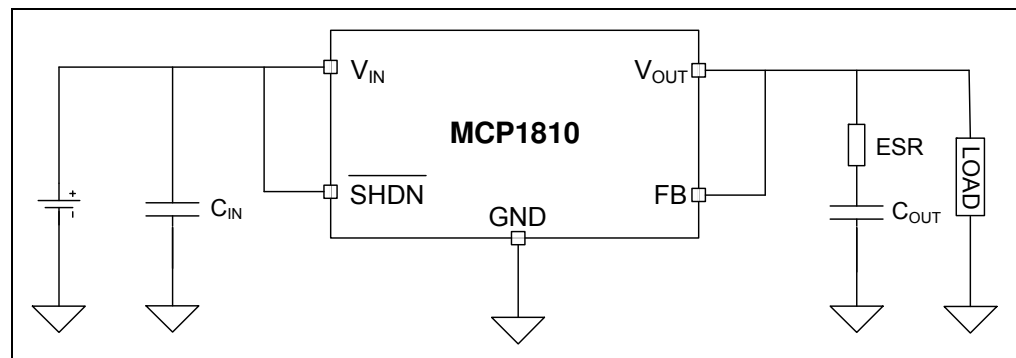 V_IN
V_OUT
MCP1810
SHDN
FB
GND
+
-
C_IN
ESR
C_OUT
LOAD